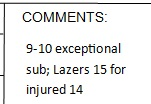 COMMENTS:
9-10 exceptional
sub; Lazers 15 for
injured 14